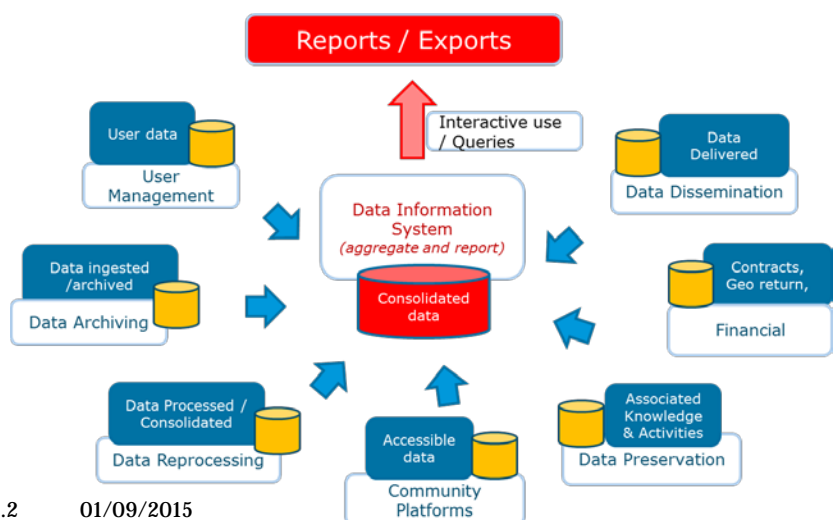 Reports / Exports
Interactive use
/ Queries
User data
User
Management
Data
Delivered
Data Dissemination
Data Information
System
(aggregate and report)
Consolidated
data
Data ingested
/archived
Data Archiving
Contracts,
Geo return,
Financial
Data Processed /
Consolidated
Data Reprocessing
Accessible
data
Community
Platforms
Associated
Knowledge
& Activities
Data Preservation
.2 01/09/2015